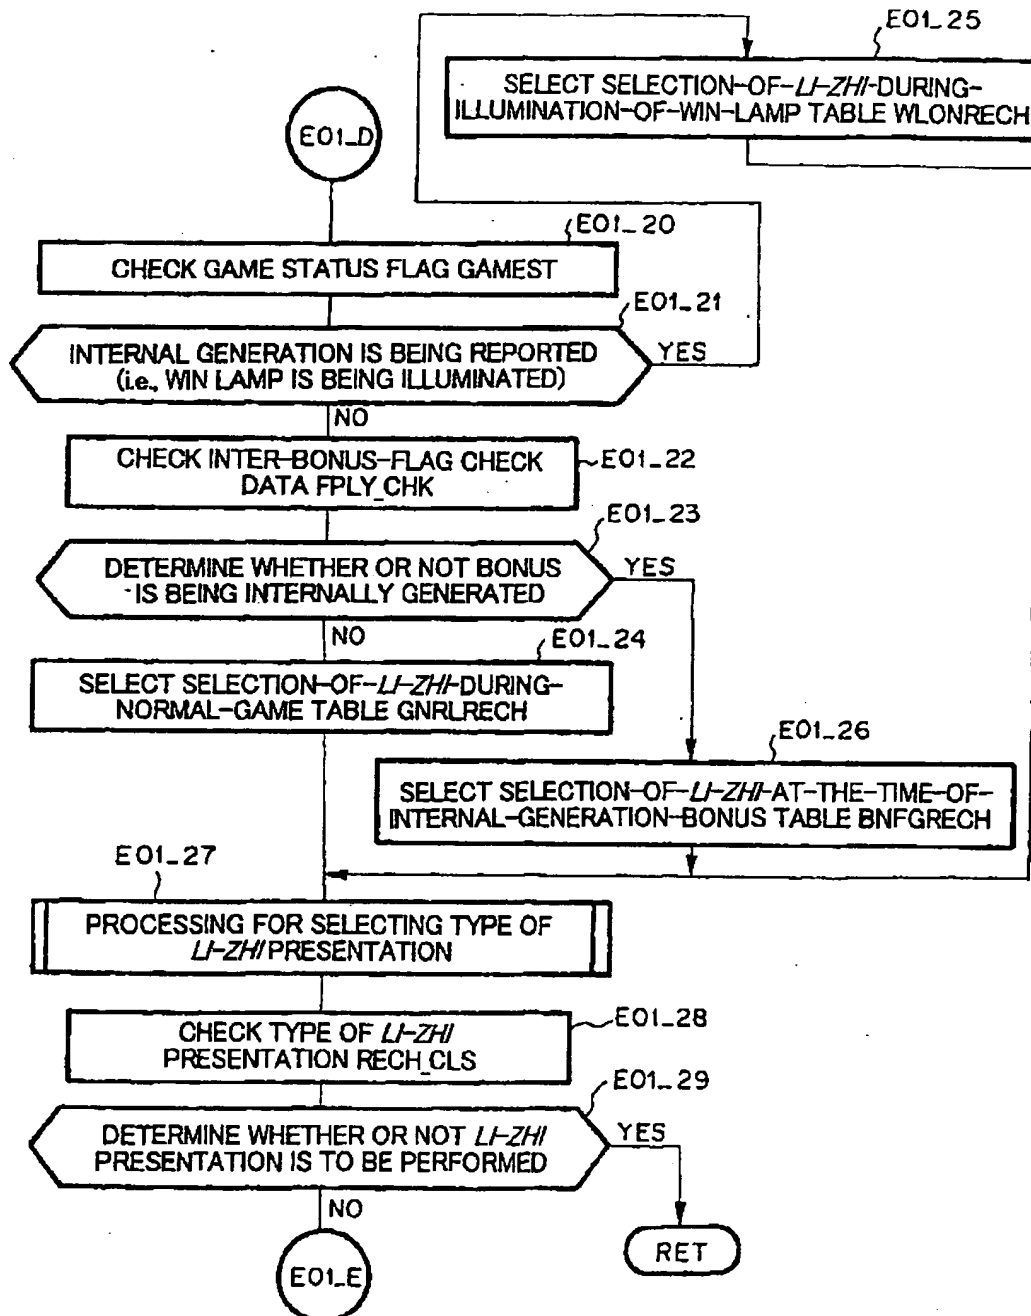 E01_25
SELECT SELECTION-OF-LI-ZHI-DURING-
ILLUMINATION-OF-WIN-LAMP TABLE WLONRECH
E01_D
E01_20
CHECK GAME STATUS FLAG GAMEST
E01_21
INTERNAL GENERATION IS BEING REPORTED
(i.e., WIN LAMP IS BEING ILLUMINATED)
YES
NO
CHECK INTER-BONUS-FLAG CHECK
DATA FPLY_CHK
E01_22
E01_23
DETERMINE WHETHER OR NOT BONUS
IS BEING INTERNALLY GENERATED
YES
NO
E01_24
SELECT SELECTION-OF-LI-ZHI-DURING-
NORMAL-GAME TABLE GNRLRECH
E01_26
SELECT SELECTION-OF-LI-ZHI-AT-THE-TIME-OF-
INTERNAL-GENERATION-BONUS TABLE BNFGRECH
E01_27
PROCESSING FOR SELECTING TYPE OF
LI-ZHI PRESENTATION
E01_28
CHECK TYPE OF LI-ZHI
PRESENTATION RECH_CLS
E01_29
DETERMINE WHETHER OR NOT LI-ZHI
PRESENTATION IS TO BE PERFORMED
YES
NO
RET
E01_E